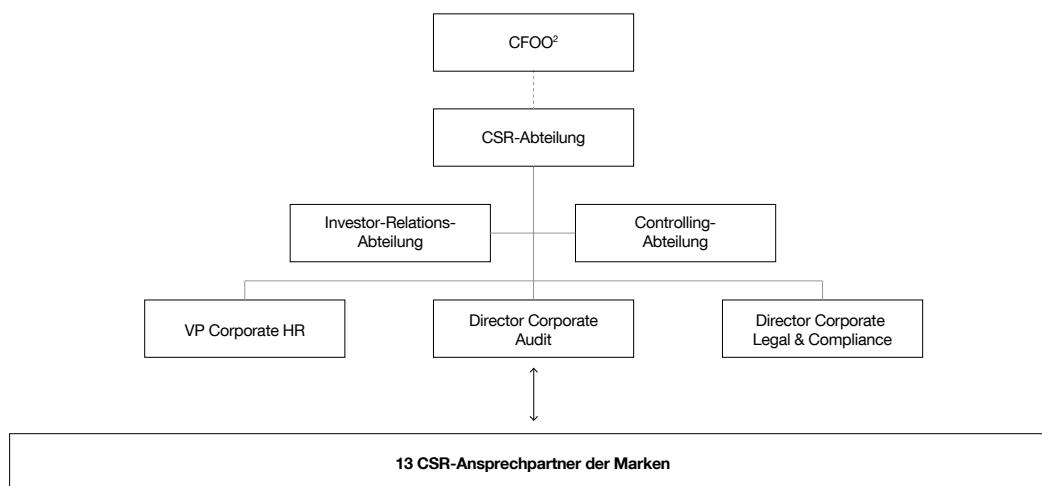 CFOO²
CSR-Abteilung
Investor-Relations-
Abteilung
Controlling-
Abteilung
VP Corporate HR
Director Corporate
Audit
Director Corporate
Legal & Compliance
13 CSR-Ansprechpartner der Marken